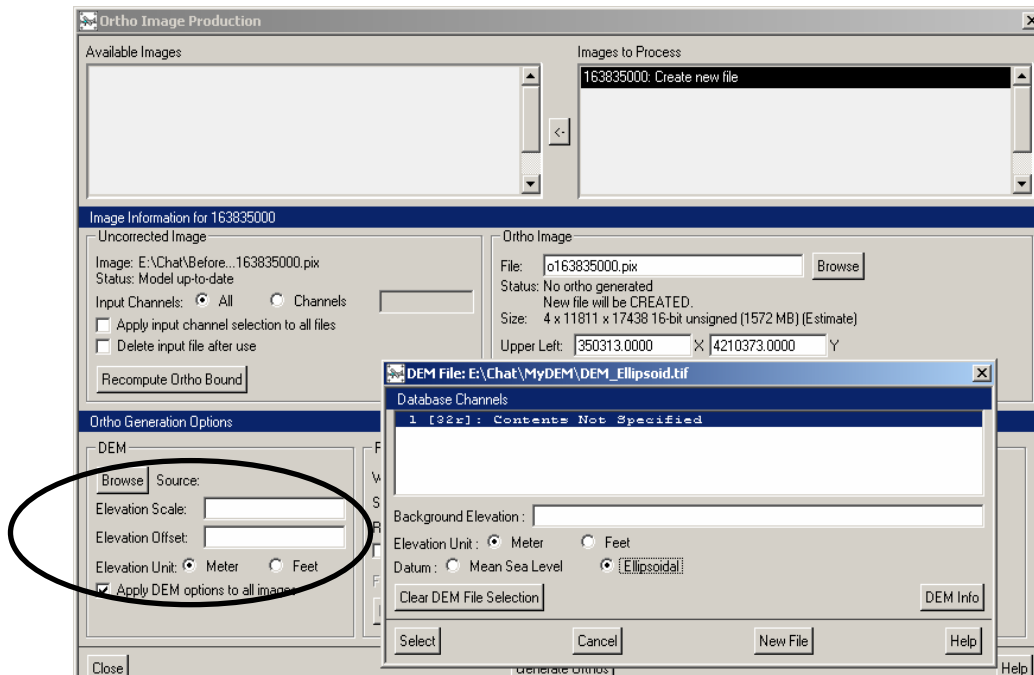 Ortho Image Production
Available Images
Images to Process
163835000: Create new file
<-
Image Information for 163835000
Uncorrected Image
Image: E:\Chat\Before...163835000.pix
Status: Model up-to-date
Input Channels: All Channels
Apply input channel selection to all files
Delete input file after use
Recompute Ortho Bound
Ortho Image
File: o163835000.pix Browse
Status: No ortho generated
New file will be CREATED.
Size: 4 x 11811 x 17438 16-bit unsigned (1572 MB) (Estimate)
Upper Left: 350313.0000 X 4210373.0000 Y
Ortho Generation Options
DEM
Browse Source:
Elevation Scale:
Elevation Offset:
Elevation Unit: Meter Feet
Apply DEM options to all images
DEM File: E:\Chat\MyDEM\DEM_Ellipsoid.tif
Database Channels
1 [32r]: Contents Not Specified
Background Elevation :
Elevation Unit : Meter Feet
Datum : Mean Sea Level Ellipsoidal
Clear DEM File Selection DEM Info
Select Cancel New File Help
Close Generate Orthos Help